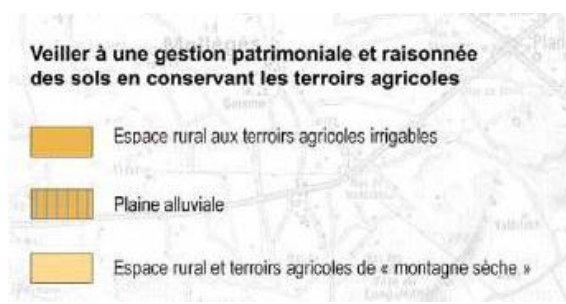 Veiller à une gestion patrimoniale et raisonnée
des sols en conservant les terroirs agricoles
Espace rural aux terroirs agricoles irrigables
Plaine alluviale
Espace rural et terroirs agricoles de « montagne sèche »